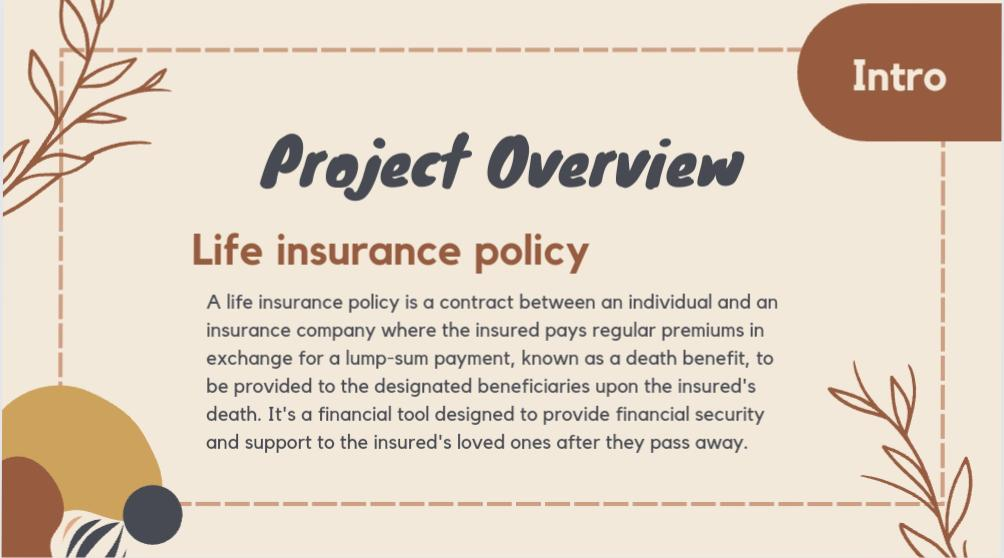 Intro
Project Overview
Life insurance policy
A life insurance policy is a contract between an individual and an
insurance company where the insured pays regular premiums in
exchange for a lump-sum payment, known as a death benefit, to
be provided to the designated beneficiaries upon the insured's
death. It's a financial tool designed to provide financial security
and support to the insured's loved ones after they pass away.